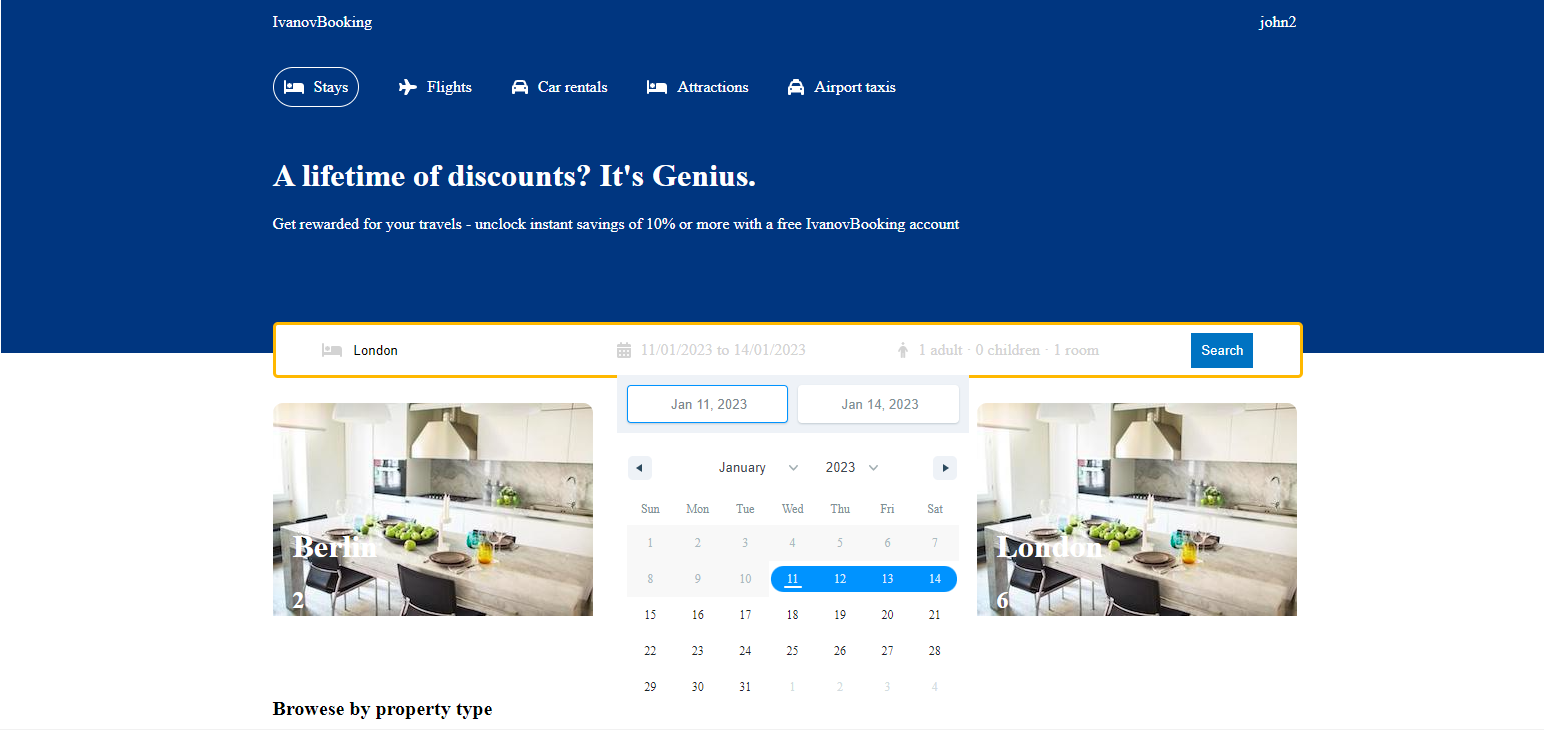 IvanovBooking john2
Stays Flights Car rentals Attractions Airport taxis
A lifetime of discounts? It's Genius.
Get rewarded for your travels - unclock instant savings of 10% or more with a free IvanovBooking account
London 11/01/2023 to 14/01/2023 1 adult · 0 children · 1 room Search
Jan 11, 2023 Jan 14, 2023
January 2023
Sun Mon Tue Wed Thu Fri Sat
1 2 3 4 5 6 7
8 9 10 11 12 13 14
15 16 17 18 19 20 21
22 23 24 25 26 27 28
29 30 31 1 2 3 4
Berlin
2
London
6
Browese by property type